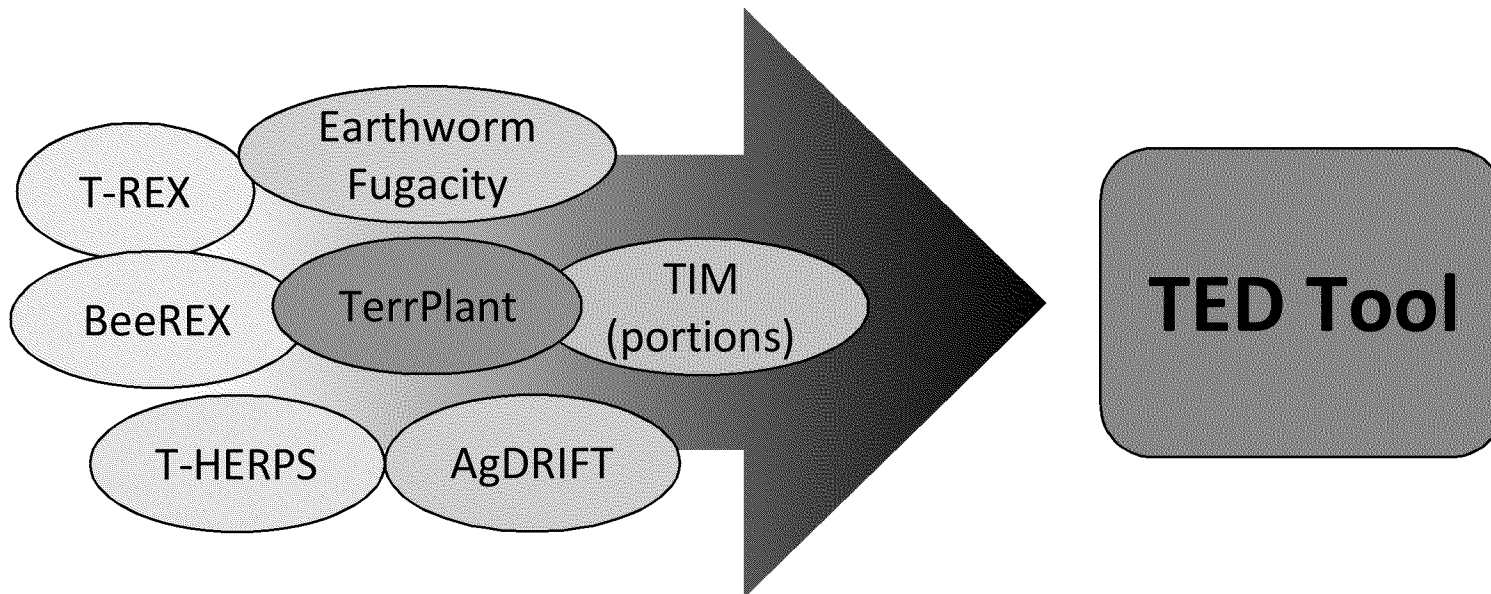 T-REX
Earthworm
Fugacity
BeeREX
TerrPlant
TIM
(portions)
T-HERPS
AgDRIFT
TED Tool